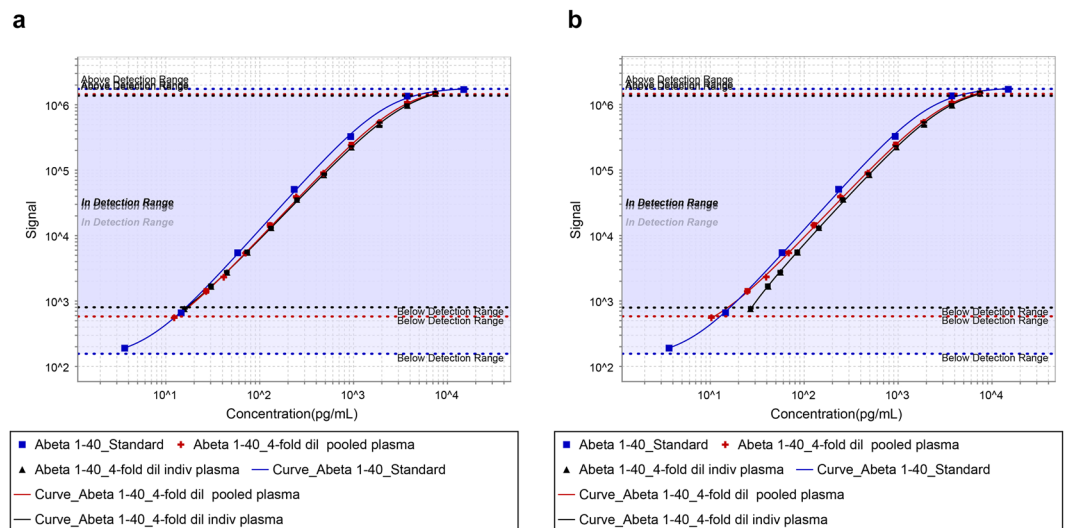 a
Above Detection Range
Above Detection Range
10^6
10^5
In Detection Range
In Detection Range
In Detection Range
10^4
10^3
Below Detection Range
Below Detection Range
10^2
Below Detection Range
Signal
10^1
10^2
10^3
10^4
Concentration(pg/mL)
Abeta 1-40_Standard
Abeta 1-40_4-fold dil pooled plasma
Abeta 1-40_4-fold dil indiv plasma
Curve_Abeta 1-40_Standard
Curve_Abeta 1-40_4-fold dil pooled plasma
Curve_Abeta 1-40_4-fold dil indiv plasma
b
Above Detection Range
Above Detection Range
10^6
10^5
In Detection Range
In Detection Range
In Detection Range
10^4
10^3
Below Detection Range
Below Detection Range
10^2
Below Detection Range
Signal
10^1
10^2
10^3
10^4
Concentration(pg/mL)
Abeta 1-40_Standard
Abeta 1-40_4-fold dil pooled plasma
Abeta 1-40_4-fold dil indiv plasma
Curve_Abeta 1-40_Standard
Curve_Abeta 1-40_4-fold dil pooled plasma
Curve_Abeta 1-40_4-fold dil indiv plasma